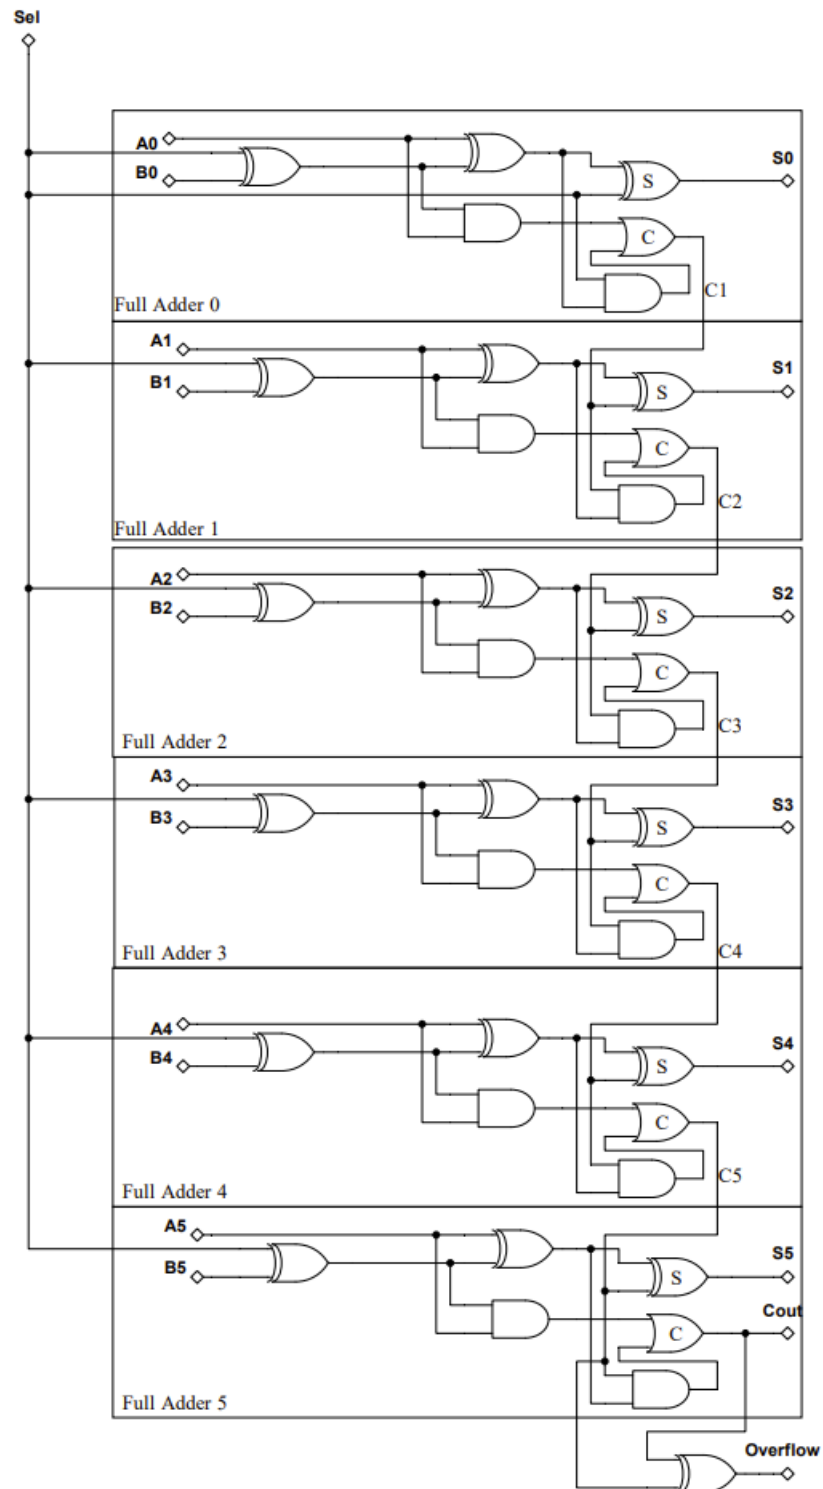 Sel
A0
B0
S0
S
C
C1
Full Adder 0
A1
B1
S1
S
C
C2
Full Adder 1
A2
B2
S2
S
C
C3
Full Adder 2
A3
B3
S3
S
C
C4
Full Adder 3
A4
B4
S4
S
C
C5
Full Adder 4
A5
B5
S5
S
Cout
C
Full Adder 5
Overflow